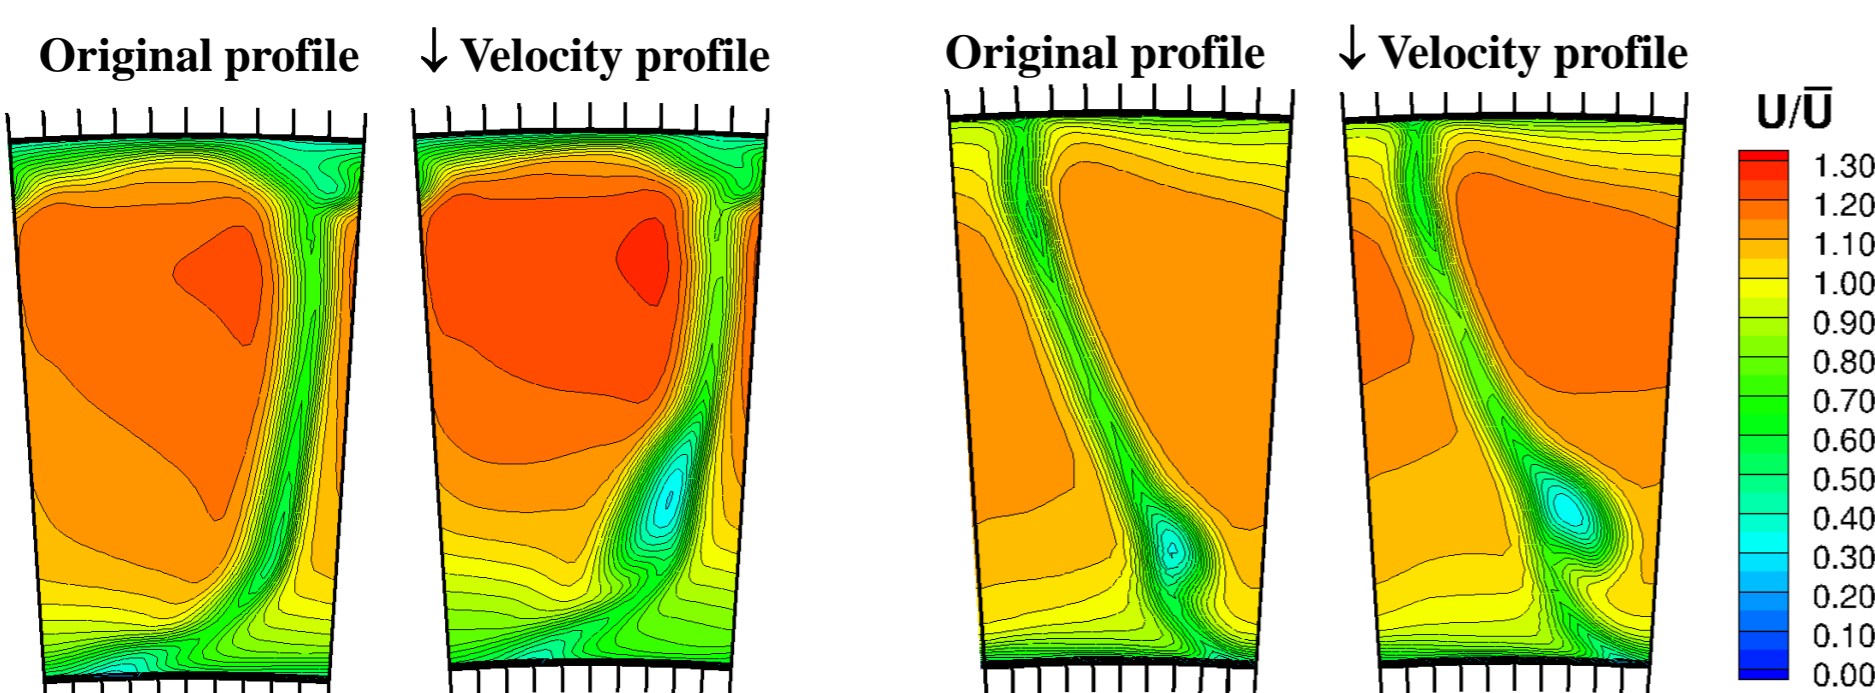 Original profile
↓ Velocity profile
Original profile
↓ Velocity profile
U/U̅
1.30
1.20
1.10
1.00
0.90
0.80
0.70
0.60
0.50
0.40
0.30
0.20
0.10
0.00